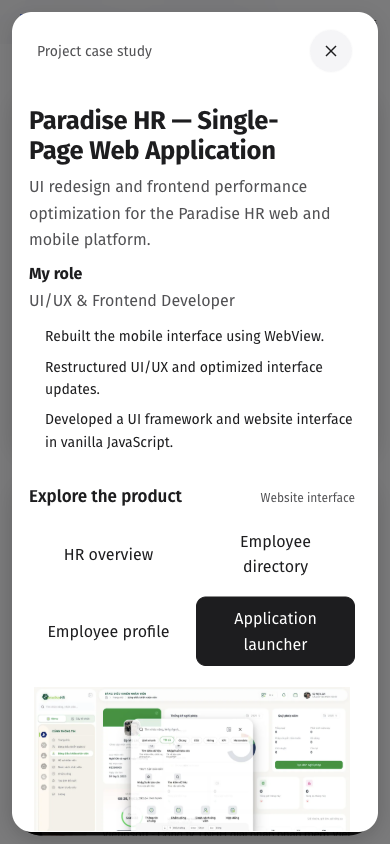 Project case study
Paradise HR — Single-
Page Web Application
UI redesign and frontend performance
optimization for the Paradise HR web and
mobile platform.
My role
UI/UX & Frontend Developer
Rebuilt the mobile interface using WebView.
Restructured UI/UX and optimized interface
updates.
Developed a UI framework and website interface
in vanilla JavaScript.
Explore the product
Website interface
HR overview
Employee
directory
Employee profile
Application
launcher